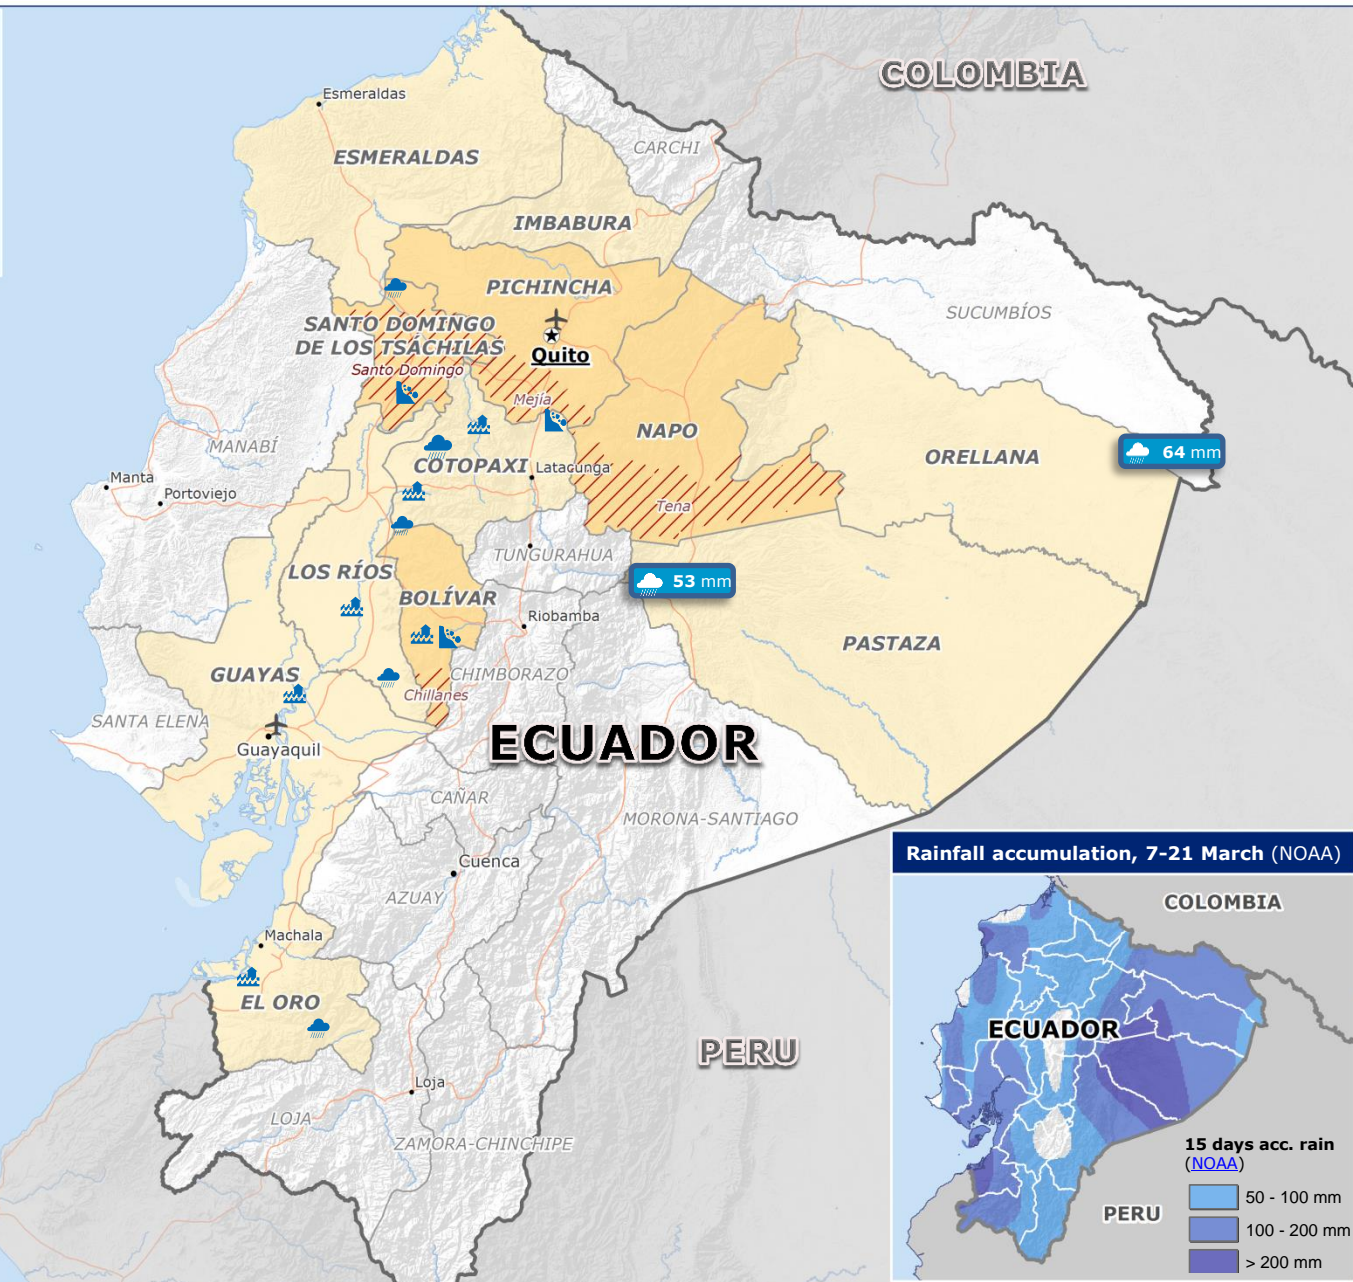 COLOMBIA
Esmeraldas
CARCHI
ESMERALDAS
IMBABURA
PICHINCHA
SUCUMBÍOS
SANTO DOMINGO
DE LOS TSÁCHILAS
Quito
Santo Domingo
Mejía
NAPO
MANABÍ
ORELLANA
64 mm
COTOPAXI
Latacunga
Manta
Portoviejo
Tena
TUNGURAHUA
LOS RÍOS
53 mm
BOLÍVAR
Riobamba
PASTAZA
GUAYAS
CHIMBORAZO
Chillanes
SANTA ELENA
ECUADOR
Guayaquil
CAÑAR
MORONA-SANTIAGO
Cuenca
AZUAY
Machala
EL ORO
PERU
Loja
LOJA
ZAMORA-CHINCHIPE
Rainfall accumulation, 7-21 March (NOAA)
COLOMBIA
ECUADOR
PERU
15 days acc. rain
(NOAA)
50 - 100 mm
100 - 200 mm
> 200 mm